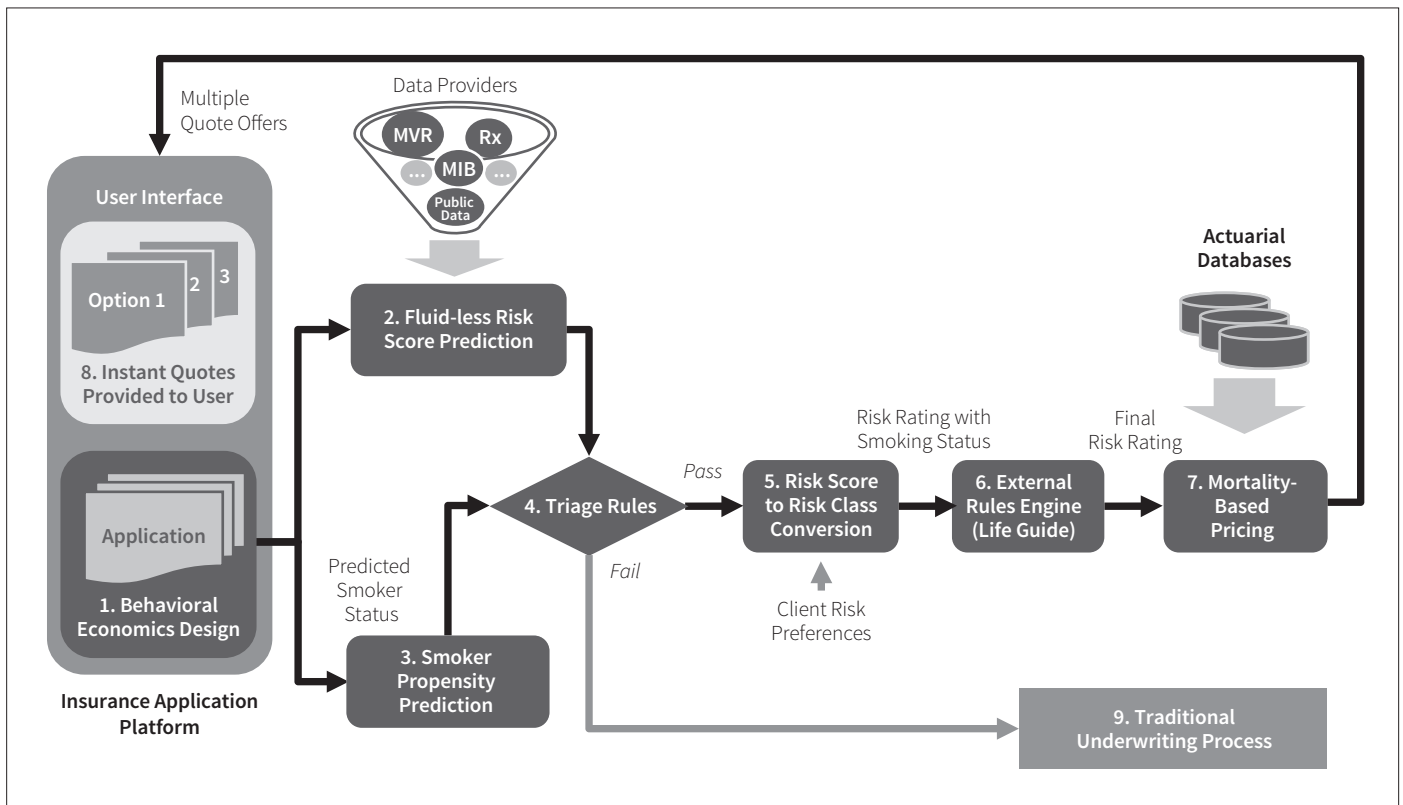 Multiple
Quote Offers
Data Providers
MVR
Rx
...
MIB
...
Public
Data
User Interface
Option 1
2
3
8. Instant Quotes
Provided to User
Application
1. Behavioral
Economics Design
Insurance Application
Platform
2. Fluid-less Risk
Score Prediction
Predicted
Smoker
Status
3. Smoker
Propensity
Prediction
4. Triage Rules
Pass
Fail
5. Risk Score
to Risk Class
Conversion
Client Risk
Preferences
Risk Rating with
Smoking Status
6. External
Rules Engine
(Life Guide)
Final
Risk Rating
Actuarial
Databases
7. Mortality-
Based
Pricing
9. Traditional
Underwriting Process